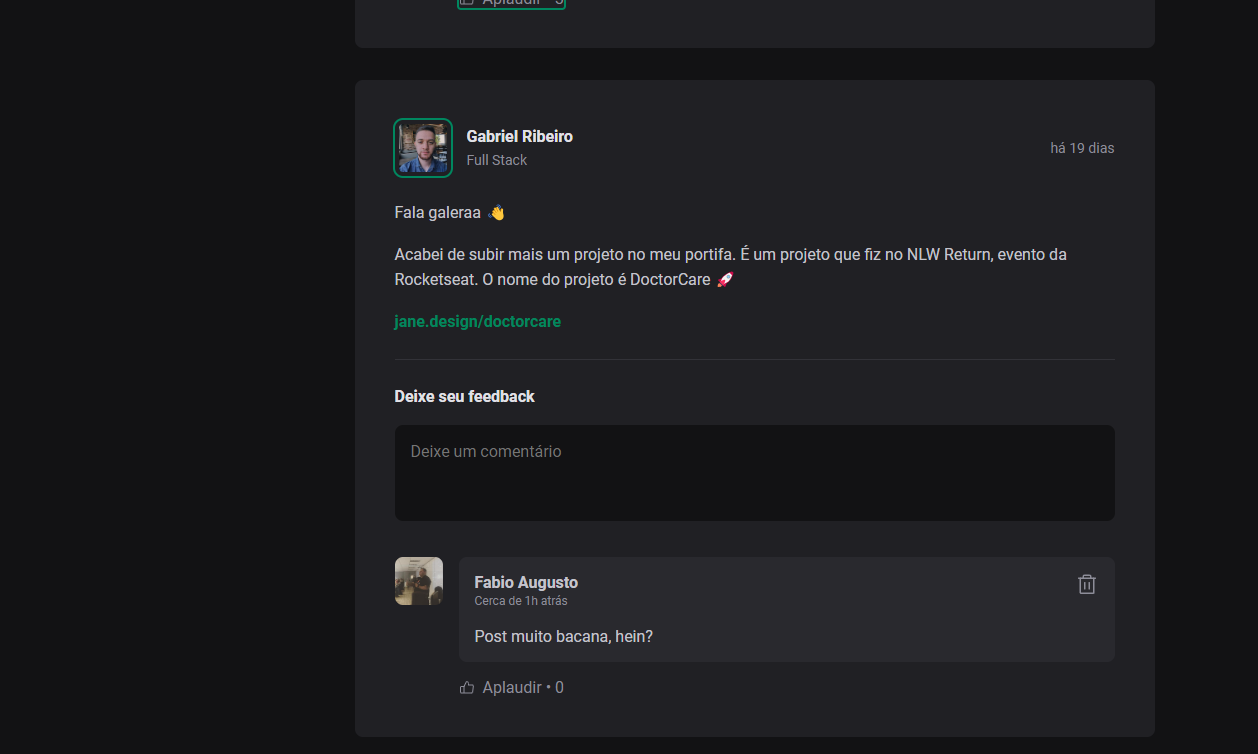 Aplaudir • 3
Gabriel Ribeiro
Full Stack
há 19 dias
Fala galeraa 👋
Acabei de subir mais um projeto no meu portifa. É um projeto que fiz no NLW Return, evento da
Rocketseat. O nome do projeto é DoctorCare 🚀
jane.design/doctorcare
Deixe seu feedback
Deixe um comentário
Fabio Augusto
Cerca de 1h atrás
Post muito bacana, hein?
Aplaudir • 0